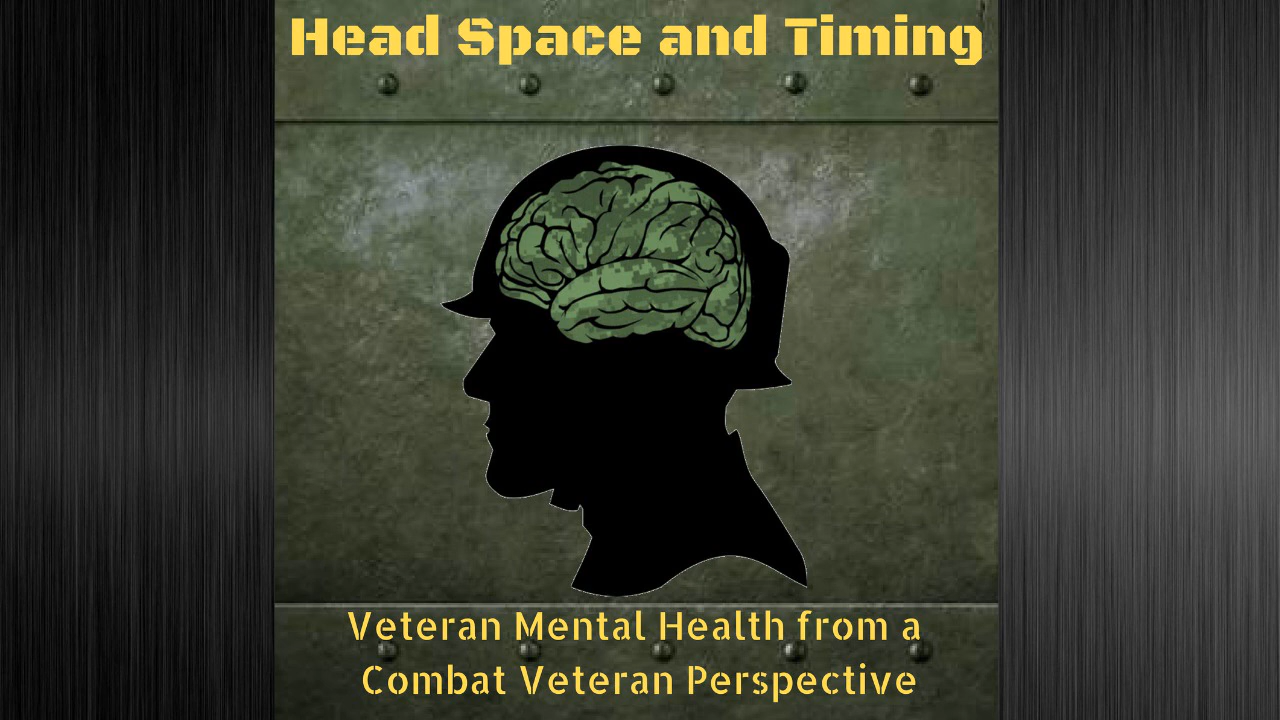 Head Space and Timing
Veteran Mental Health from a
Combat Veteran Perspective